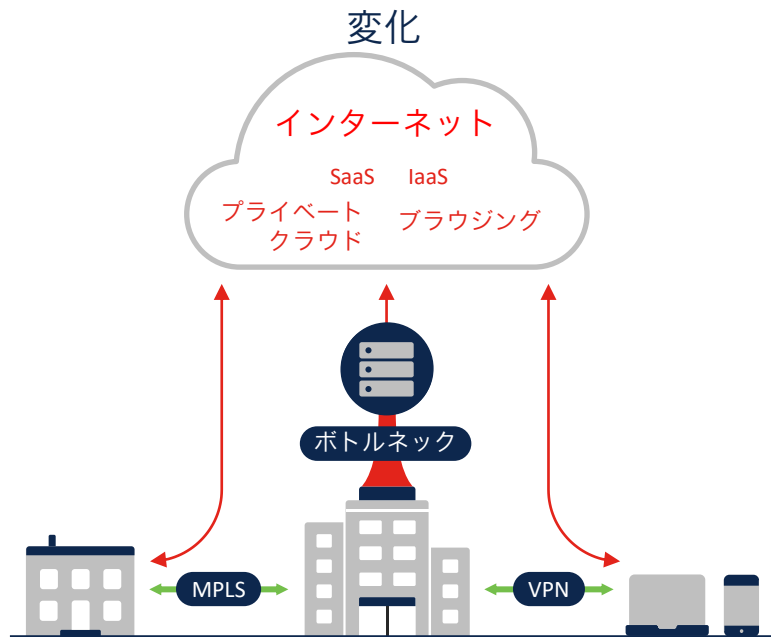 変化
インターネット
SaaS IaaS
プライベート
クラウド
ブラウジング
ボトルネック
MPLS
VPN